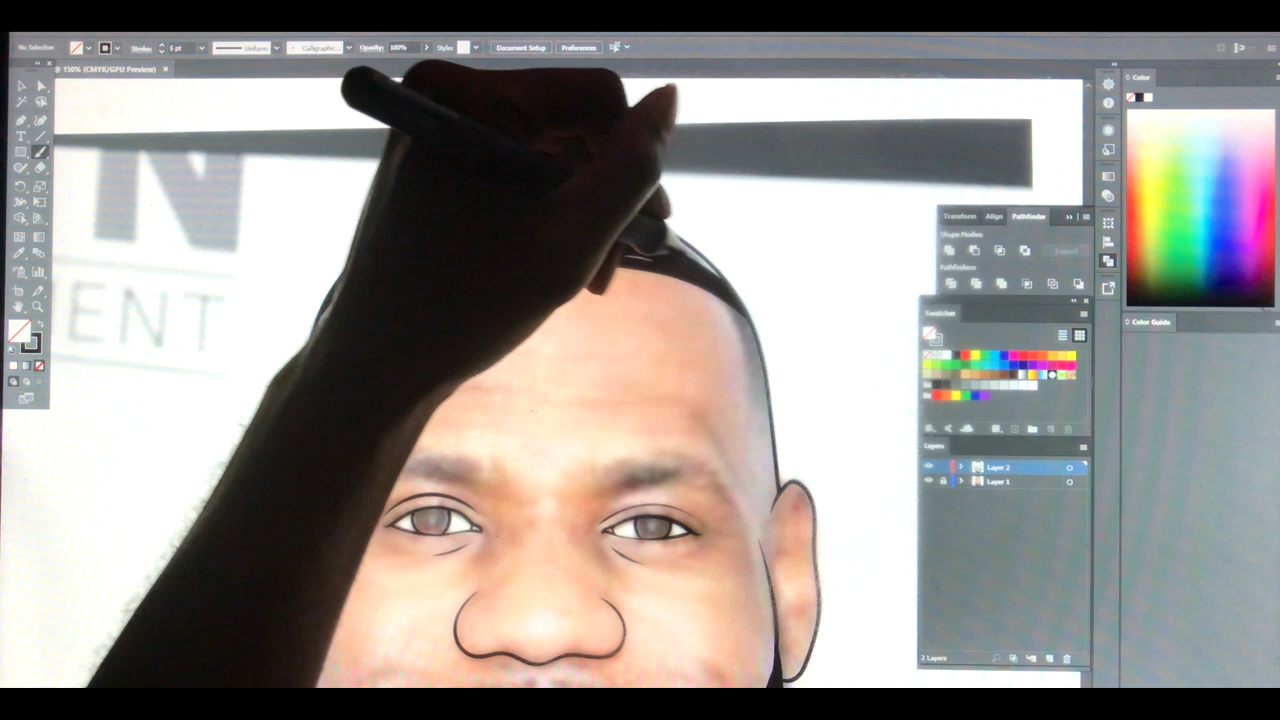 No Selection Stroke: 5 pt Uniform Calligraphic... Opacity: 100% Style: Document Setup Preferences
@ 150% (CMYK/GPU Preview)
Color
N
ENT
Transform Align Pathfinder
Shape Modes:
Expand
Pathfinders:
Swatches
Color Guide
Layers
Layer 2
Layer 1
2 Layers